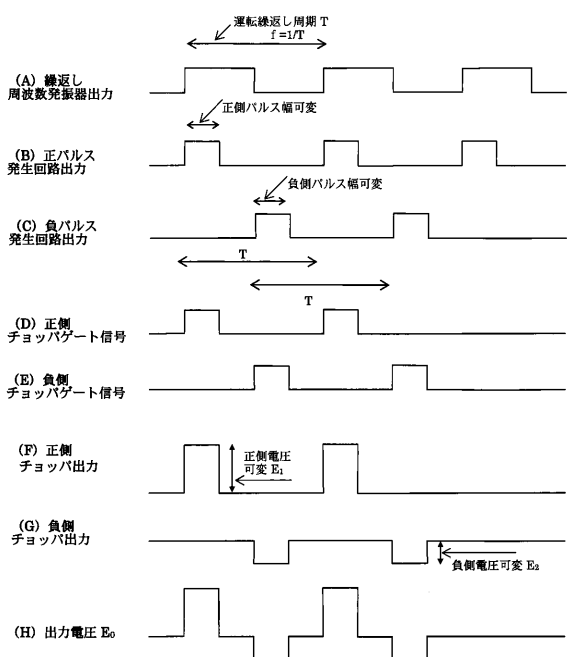 運転繰返し周期 T
f =1/T
(A) 繰返し
周波数発振器出力
正側パルス幅可変
(B) 正パルス
発生回路出力
負側パルス幅可変
(C) 負パルス
発生回路出力
T
T
(D) 正側
チョッパゲート信号
(E) 負側
チョッパゲート信号
(F) 正側
チョッパ出力
正側電圧
可変 E₁
(G) 負側
チョッパ出力
負側電圧可変 E₂
(H) 出力電圧 E₀